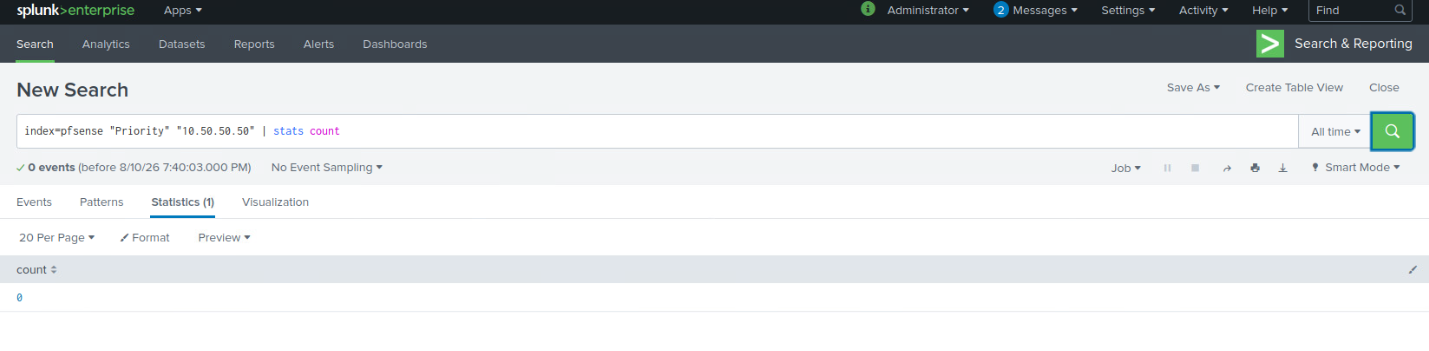 splunk>enterprise Apps Administrator 2 Messages Settings Activity Help Find
Search Analytics Datasets Reports Alerts Dashboards Search & Reporting
New Search Save As Create Table View Close
index=pfsense "Priority" "10.50.50.50" | stats count All time
0 events (before 8/10/26 7:40:03.000 PM) No Event Sampling Job Smart Mode
Events Patterns Statistics (1) Visualization
20 Per Page Format Preview
count
0